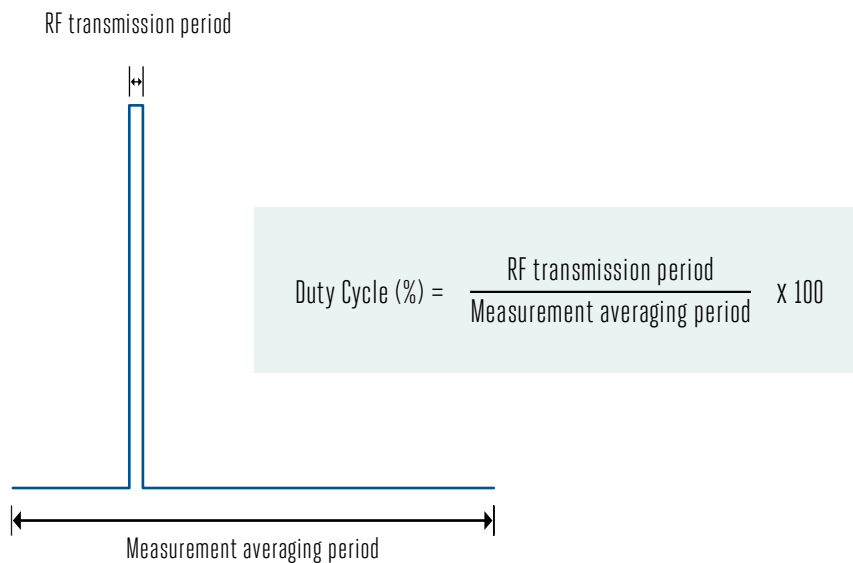 RF transmission period
Duty Cycle (%) = RF transmission period / Measurement averaging period x 100
Measurement averaging period